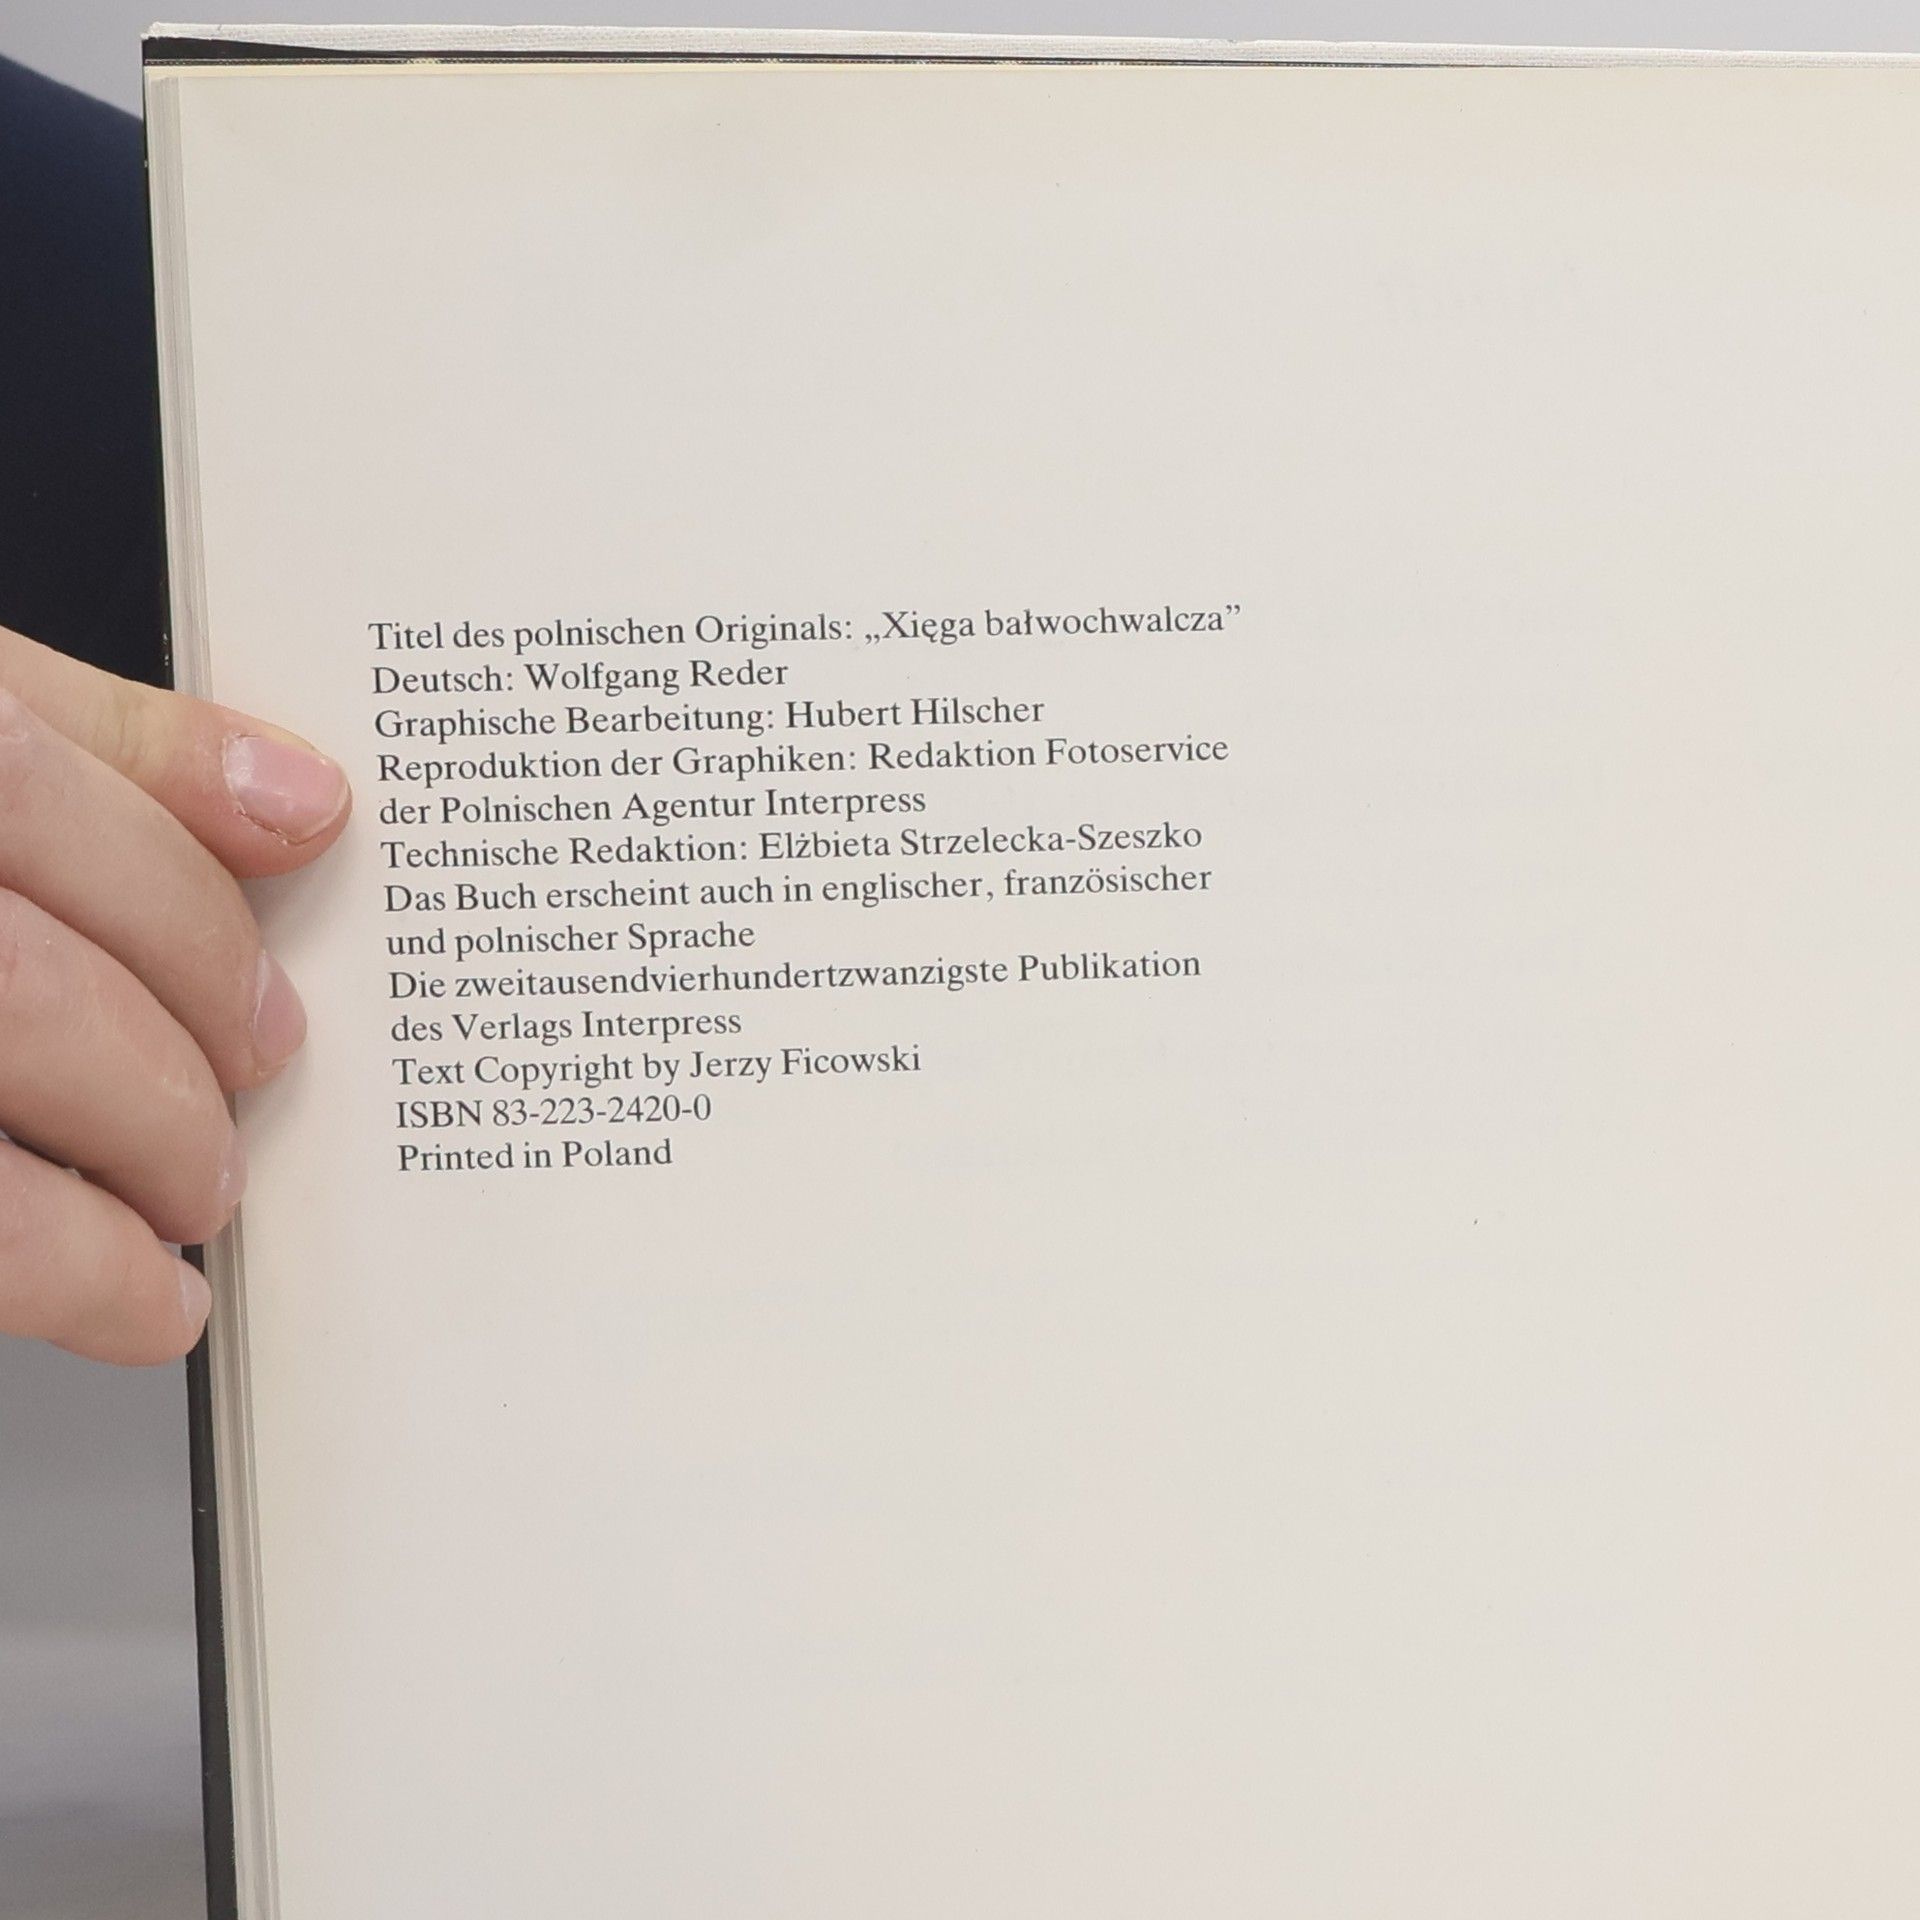 Titel des polnischen Originals: „Xięga bałwochwalcza”
Deutsch: Wolfgang Reder
Graphische Bearbeitung: Hubert Hilscher
Reproduktion der Graphiken: Redaktion Fotoservice
der Polnischen Agentur Interpress
Technische Redaktion: Elżbieta Strzelecka-Szeszko
Das Buch erscheint auch in englischer, französischer
und polnischer Sprache
Die zweitausendvierhundertzwanzigste Publikation
des Verlags Interpress
Text Copyright by Jerzy Ficowski
ISBN 83-223-2420-0
Printed in Poland